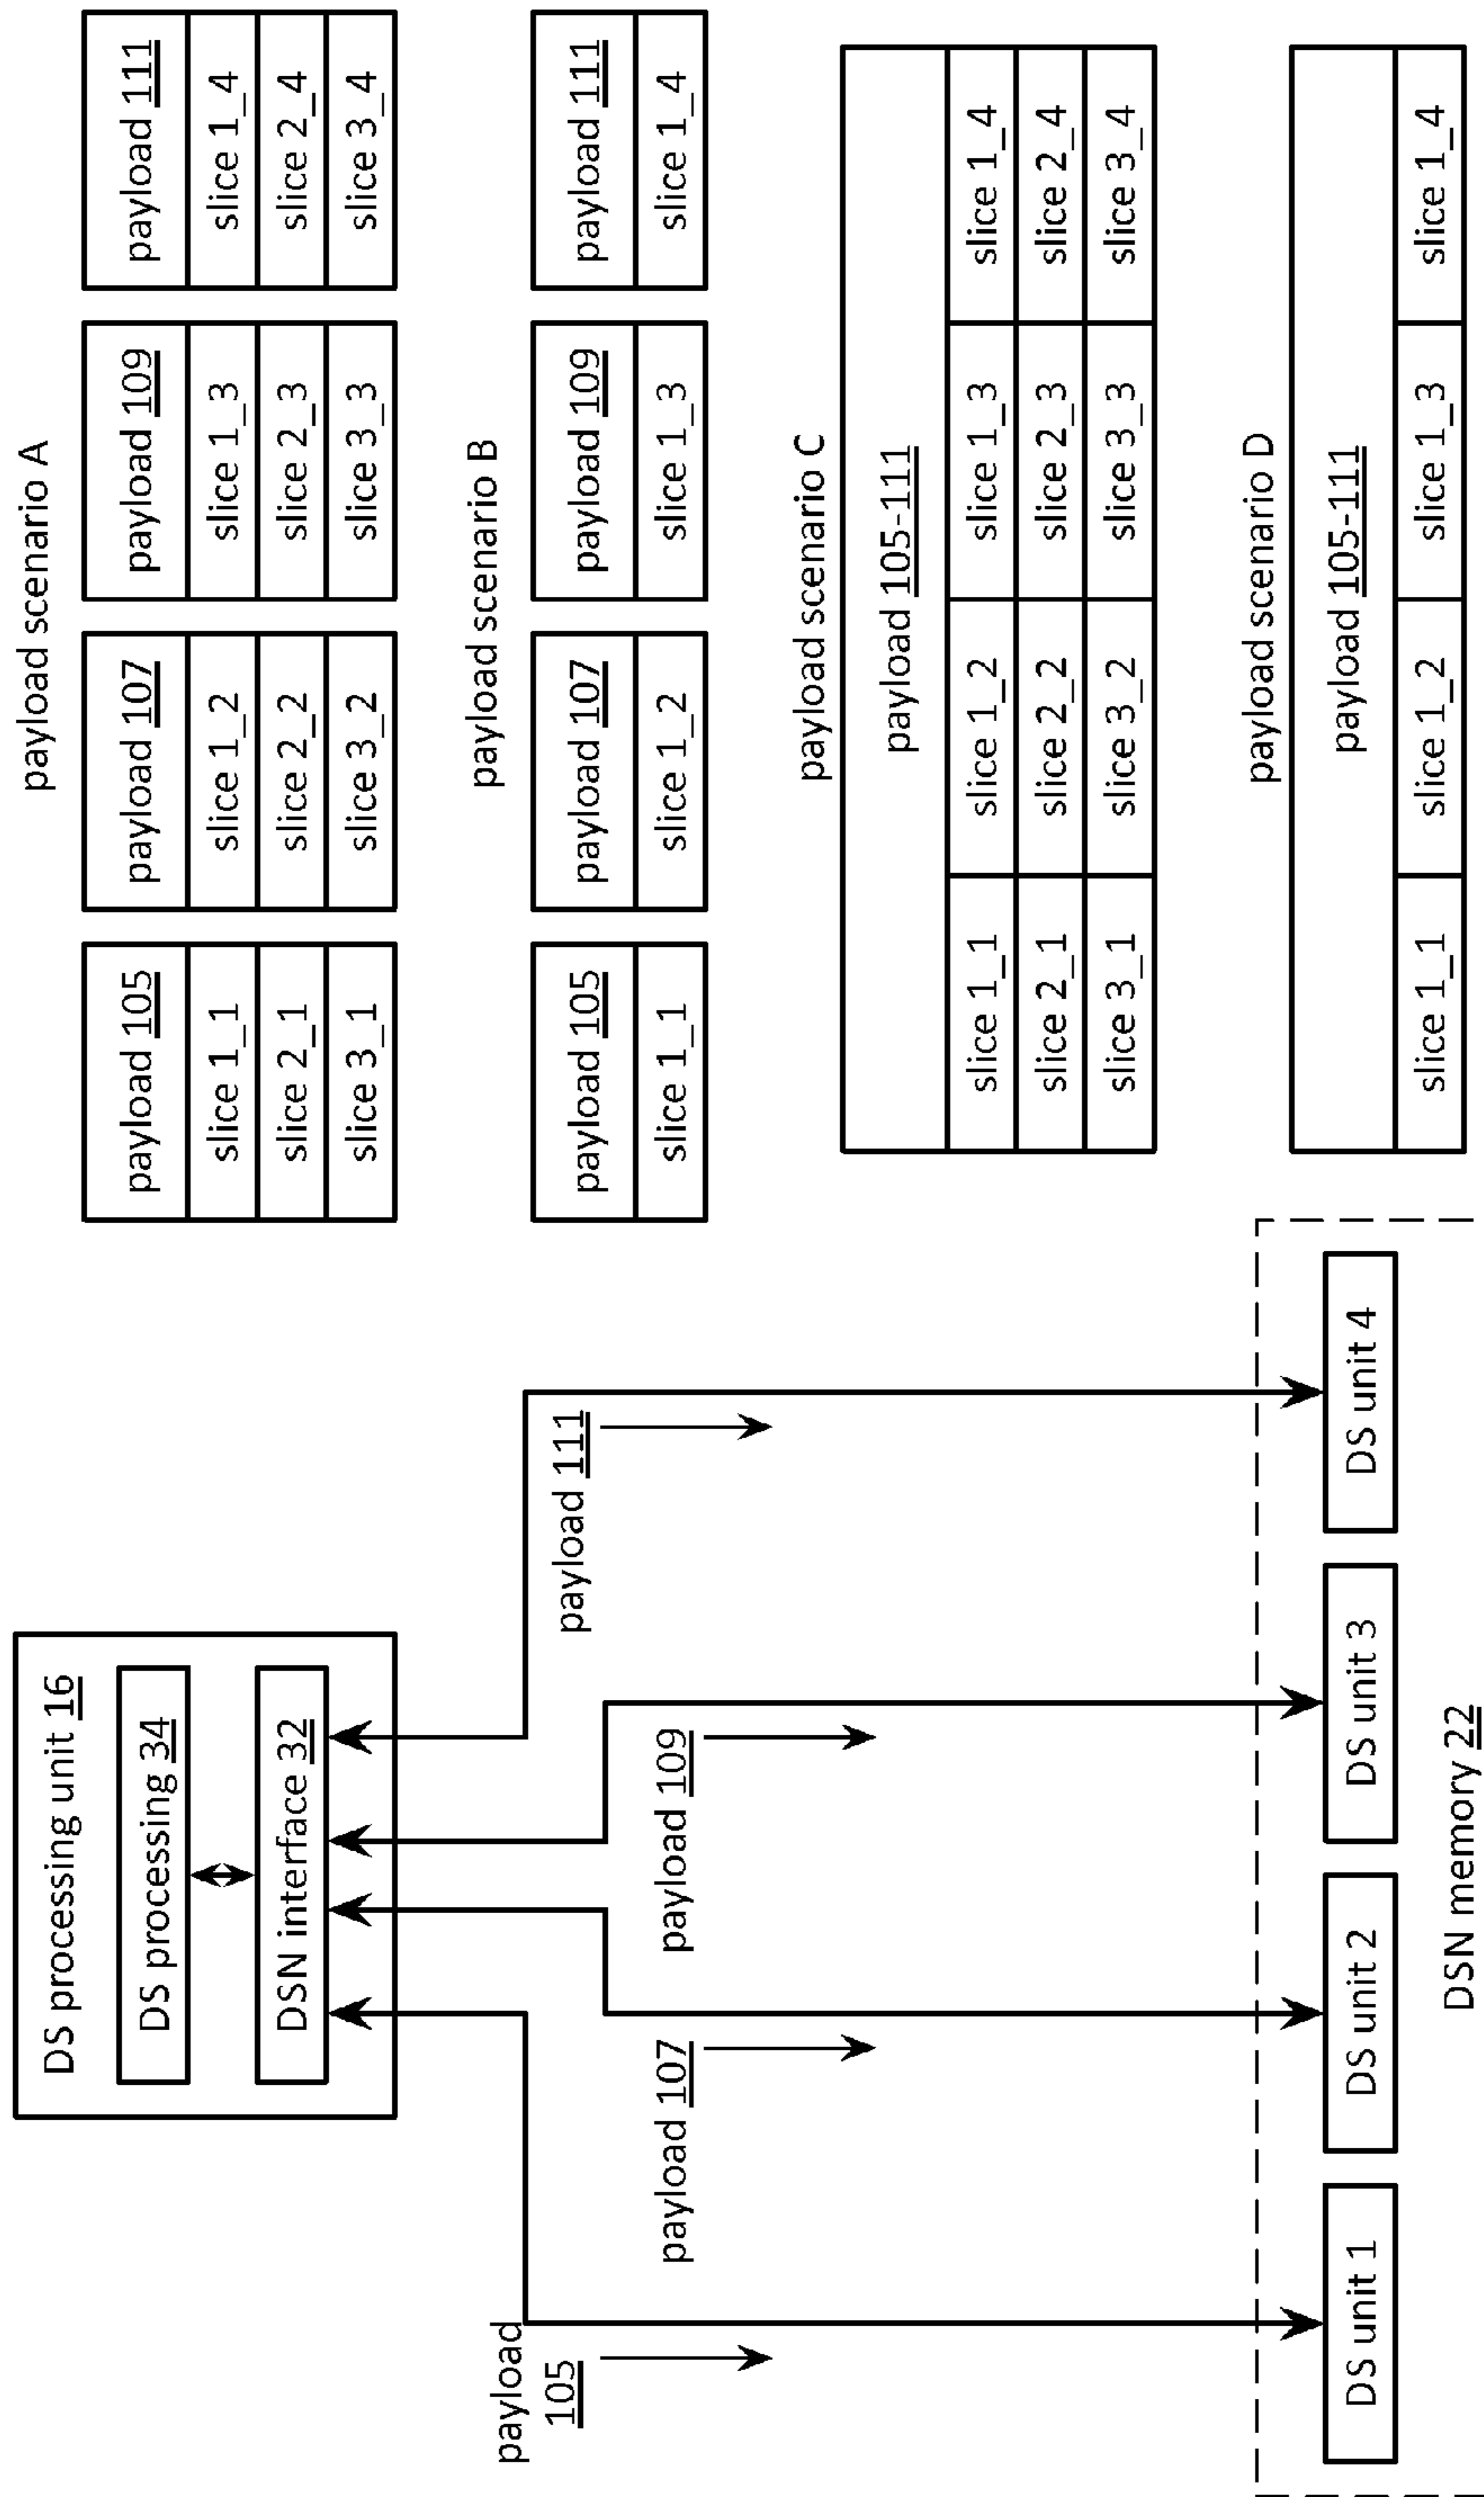 DS processing unit 16
DS processing 34
DSN interface 32
payload
105
payload 107
payload 109
payload 111
DS unit 1
DS unit 2
DS unit 3
DS unit 4
DSN memory 22
payload scenario A
payload 105
payload 107
payload 109
payload 111
slice 1_1
slice 1_2
slice 1_3
slice 1_4
slice 2_1
slice 2_2
slice 2_3
slice 2_4
slice 3_1
slice 3_2
slice 3_3
slice 3_4
payload scenario B
payload 105
payload 107
payload 109
payload 111
slice 1_1
slice 1_2
slice 1_3
slice 1_4
payload scenario C
payload 105-111
slice 1_1
slice 1_2
slice 1_3
slice 1_4
slice 2_1
slice 2_2
slice 2_3
slice 2_4
slice 3_1
slice 3_2
slice 3_3
slice 3_4
payload scenario D
payload 105-111
slice 1_1
slice 1_2
slice 1_3
slice 1_4